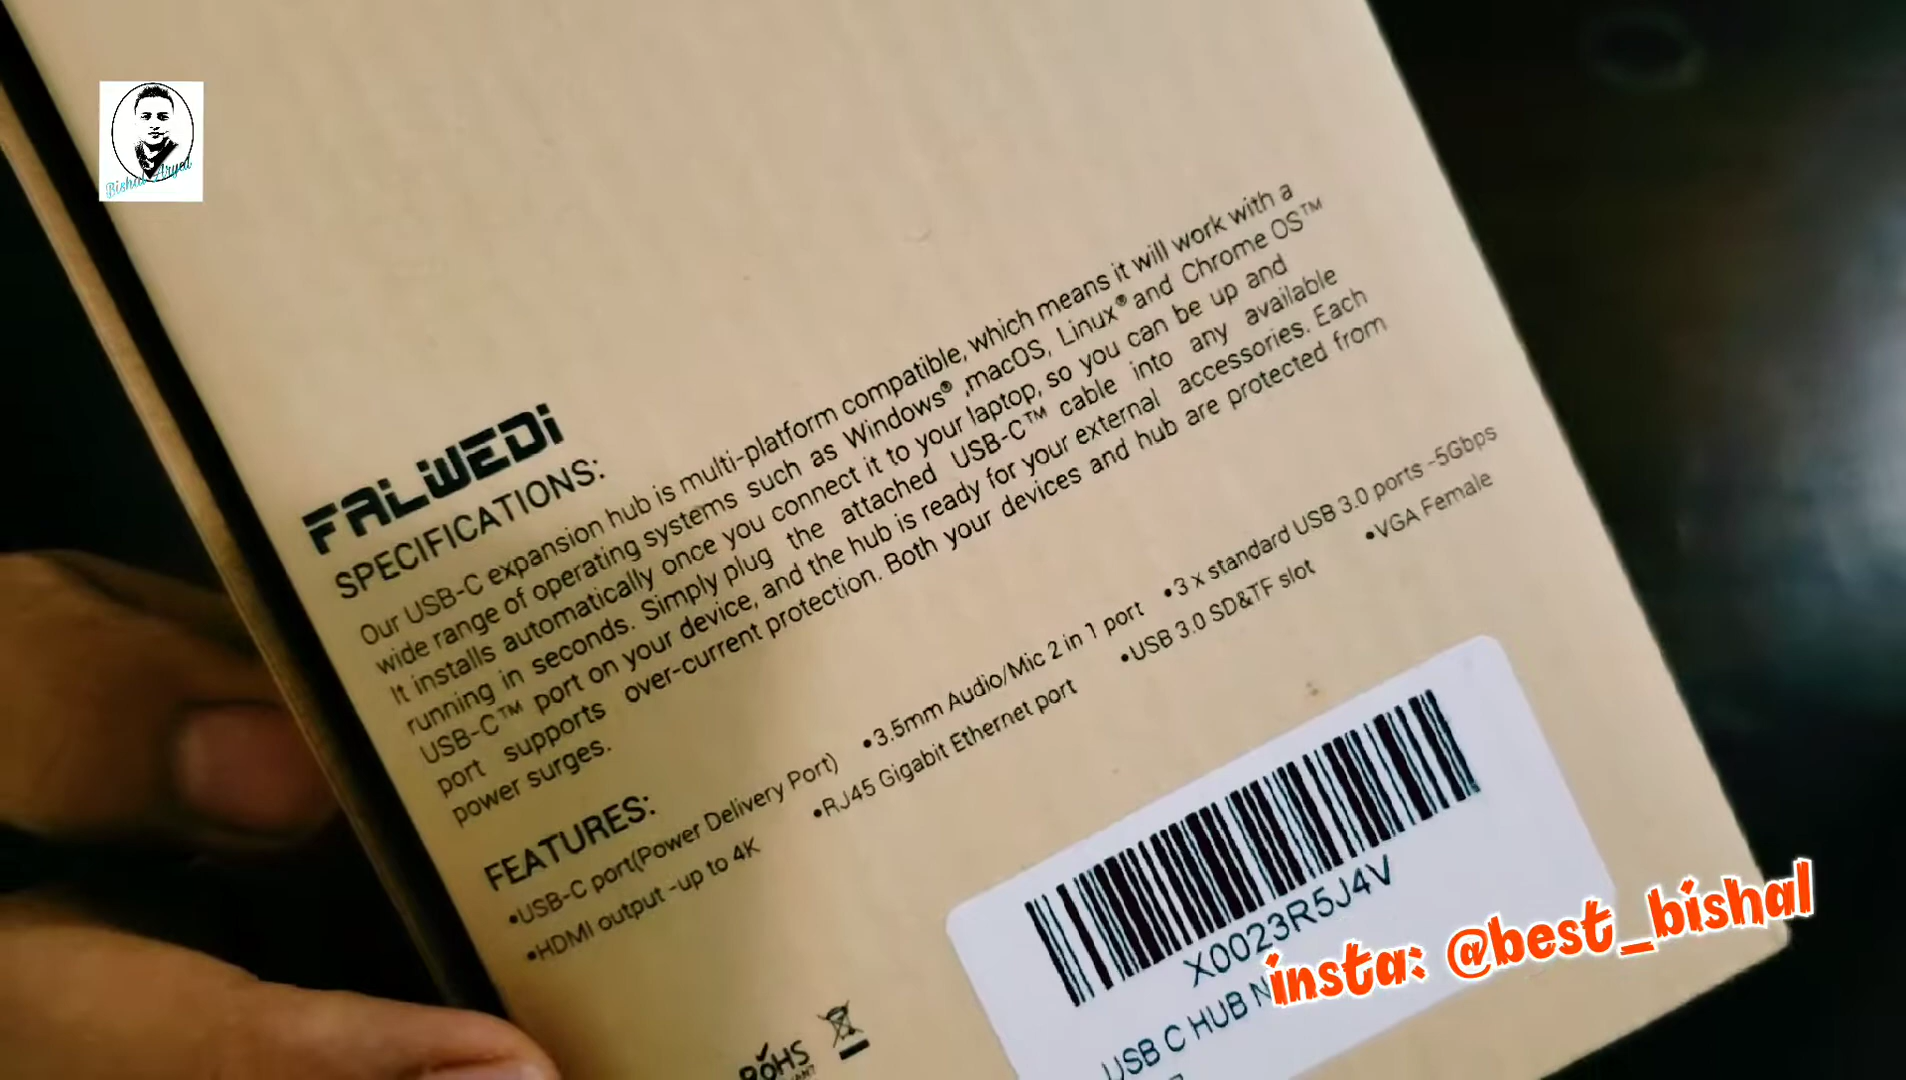 Bishal Aryal
FALWEDI
SPECIFICATIONS:
Our USB-C expansion hub is multi-platform compatible, which means it will work with a
wide range of operating systems such as Windows® ,macOS, Linux® and Chrome OS™
It installs automatically once you connect it to your laptop, so you can be up and
running in seconds. Simply plug the attached USB-C™ cable into any available
USB-C™ port on your device, and the hub is ready for your external accessories. Each
port supports over-current protection. Both your devices and hub are protected from
power surges.
FEATURES:
•USB-C port(Power Delivery Port) •3.5mm Audio/Mic 2 in 1 port •3 x standard USB 3.0 ports -5Gbps
•HDMI output -up to 4K •RJ45 Gigabit Ethernet port •USB 3.0 SD&TF slot •VGA Female
X0023R5J4V
USB C HUB
insta: @best_bishal
RoHS